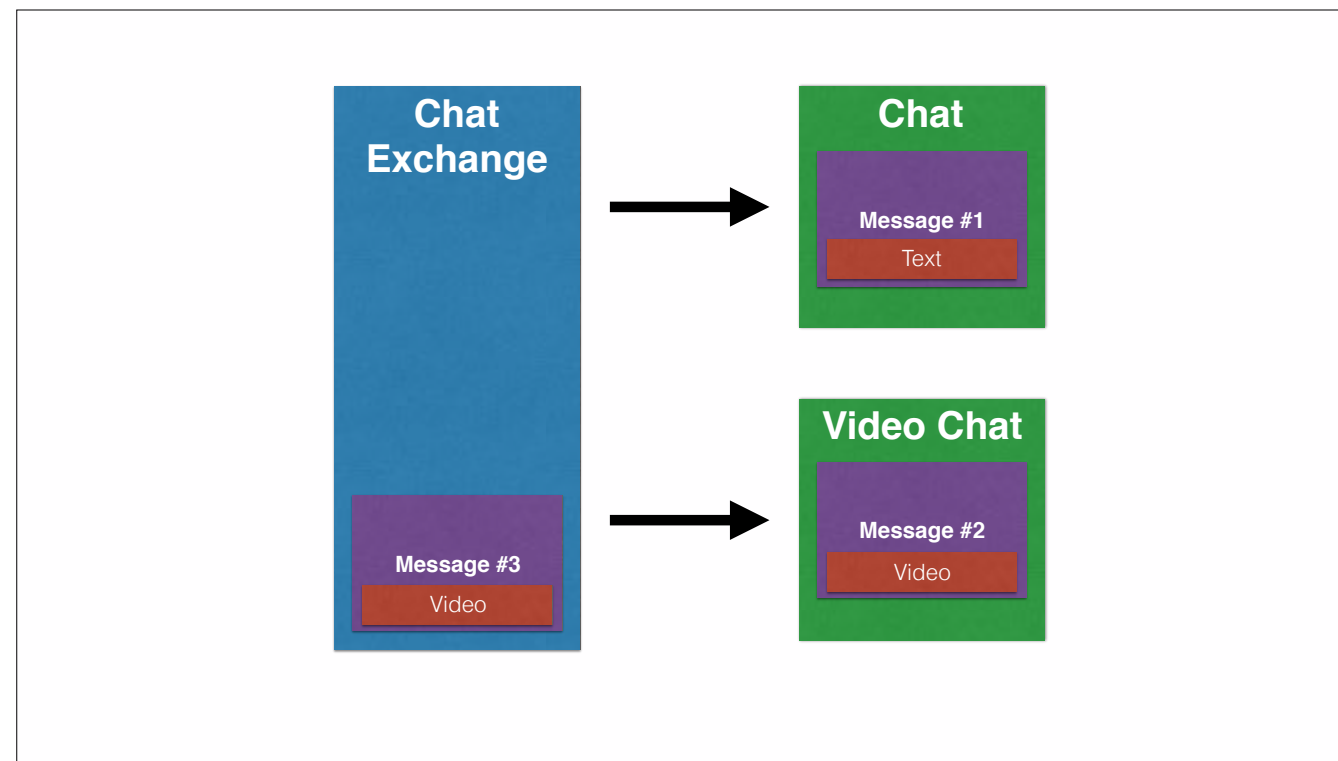 Chat
Exchange
Message #3
Video
Chat
Message #1
Text
Video Chat
Message #2
Video